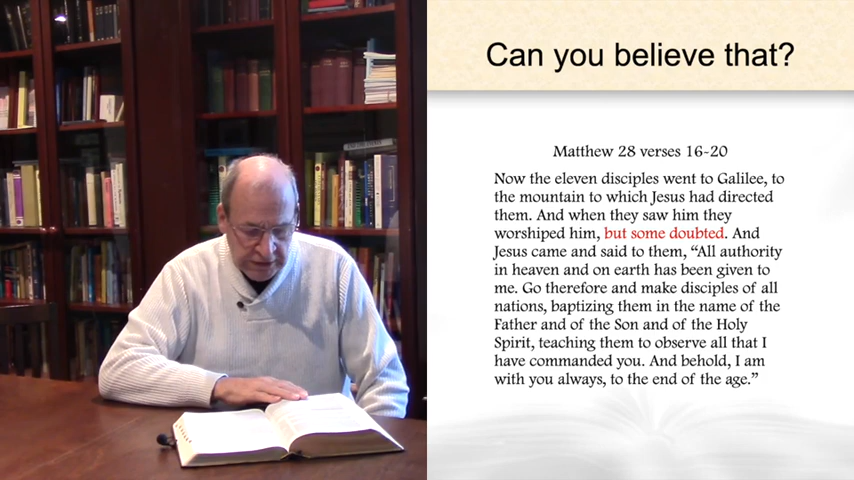 Can you believe that?
Matthew 28 verses 16-20
Now the eleven disciples went to Galilee, to
the mountain to which Jesus had directed
them. And when they saw him they
worshiped him, but some doubted. And
Jesus came and said to them, “All authority
in heaven and on earth has been given to
me. Go therefore and make disciples of all
nations, baptizing them in the name of the
Father and of the Son and of the Holy
Spirit, teaching them to observe all that I
have commanded you. And behold, I am
with you always, to the end of the age.”